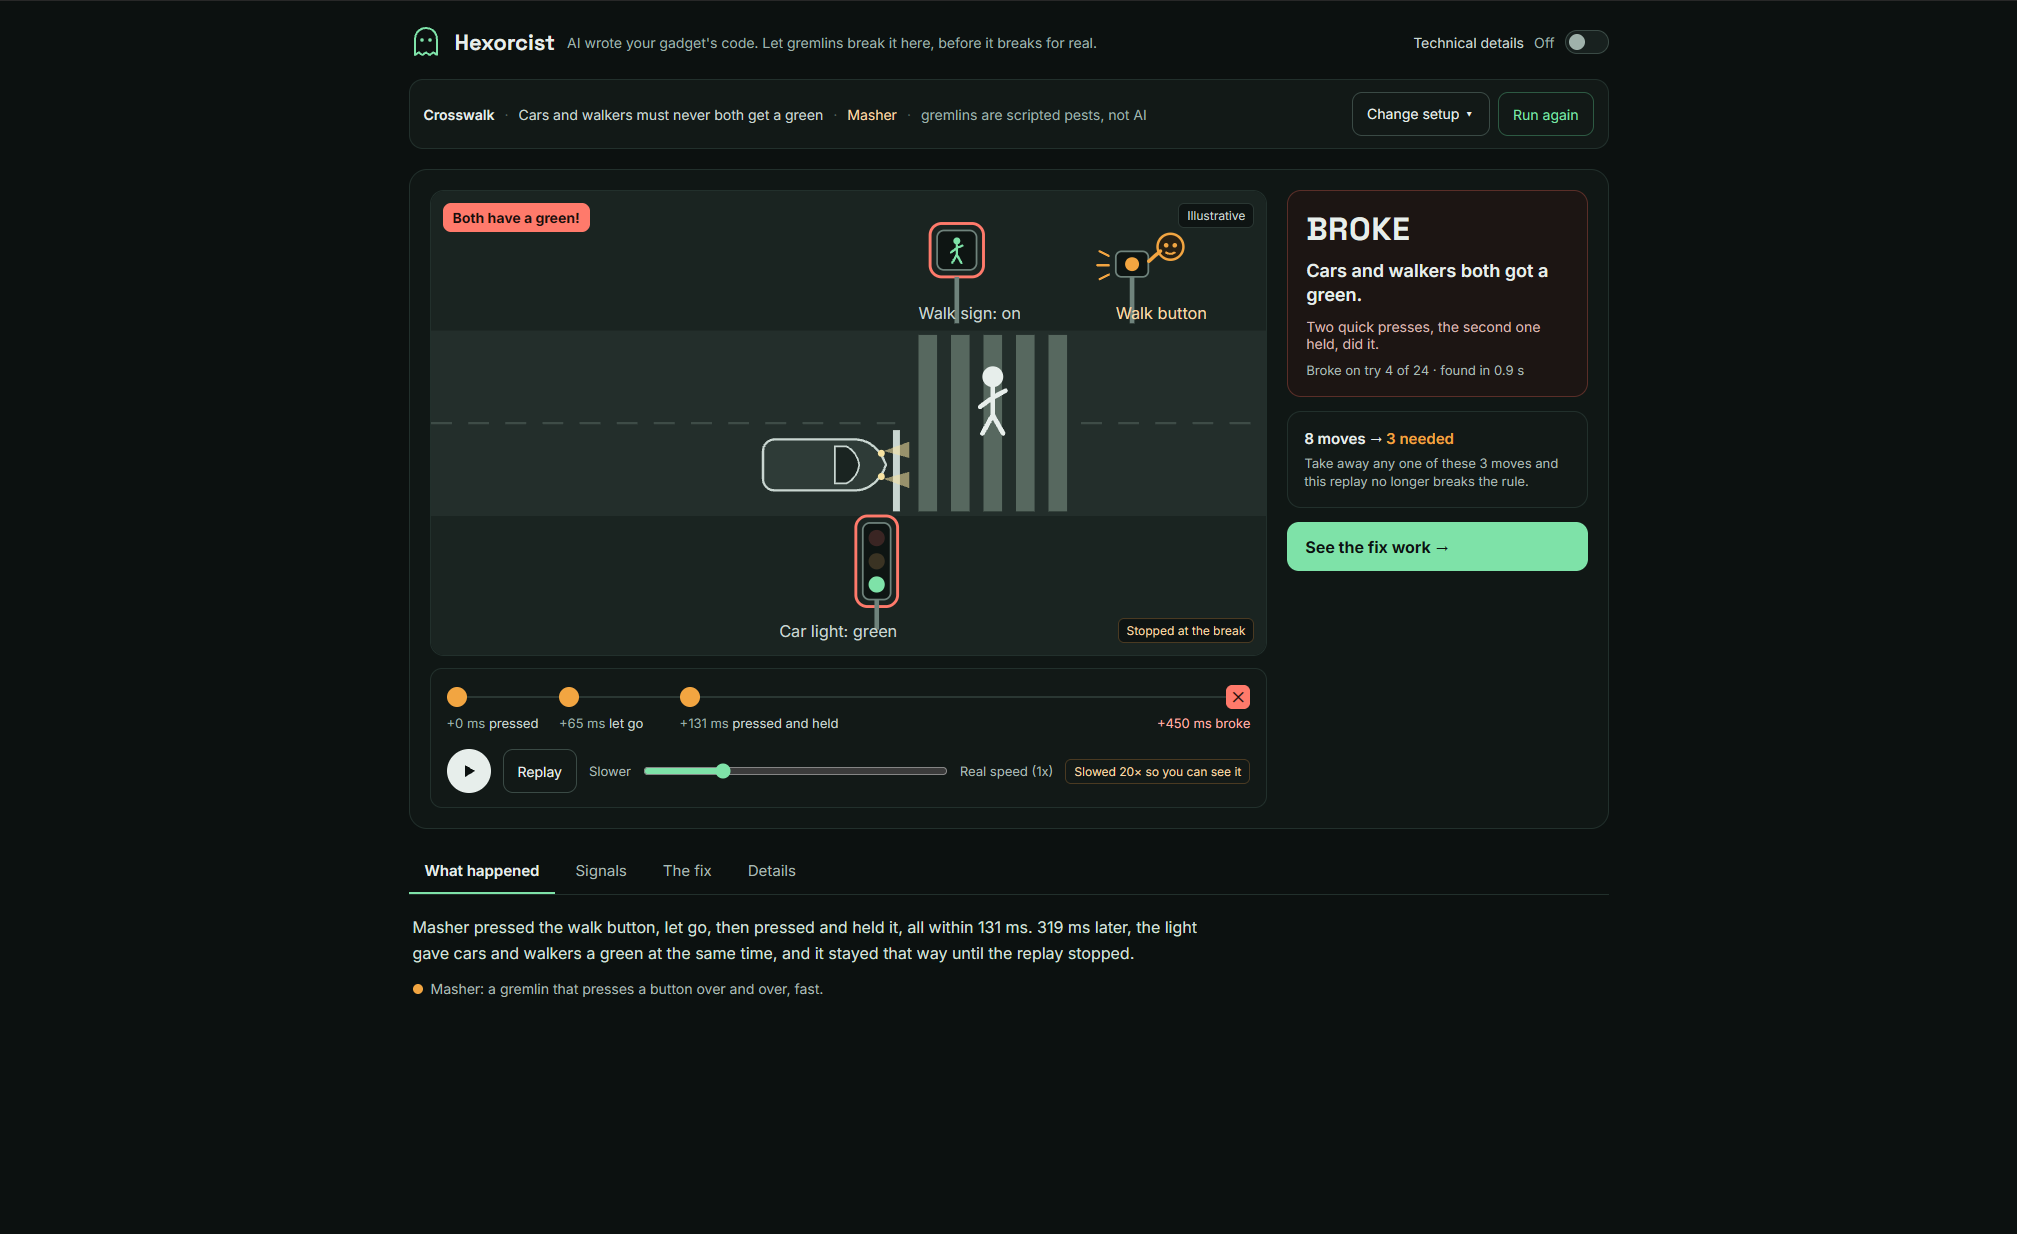 Hexorcist AI wrote your gadget's code. Let gremlins break it here, before it breaks for real. Technical details Off
Crosswalk · Cars and walkers must never both get a green · Masher · gremlins are scripted pests, not AI Change setup ▾ Run again
Both have a green!
Illustrative
Walk sign: on
Walk button
Car light: green
Stopped at the break
BROKE
Cars and walkers both got a
green.
Two quick presses, the second one
held, did it.
Broke on try 4 of 24 · found in 0.9 s
8 moves → 3 needed
Take away any one of these 3 moves and
this replay no longer breaks the rule.
See the fix work →
+0 ms pressed +65 ms let go +131 ms pressed and held +450 ms broke
Replay Slower Real speed (1x) Slowed 20× so you can see it
What happened Signals The fix Details
Masher pressed the walk button, let go, then pressed and held it, all within 131 ms. 319 ms later, the light
gave cars and walkers a green at the same time, and it stayed that way until the replay stopped.
Masher: a gremlin that presses a button over and over, fast.